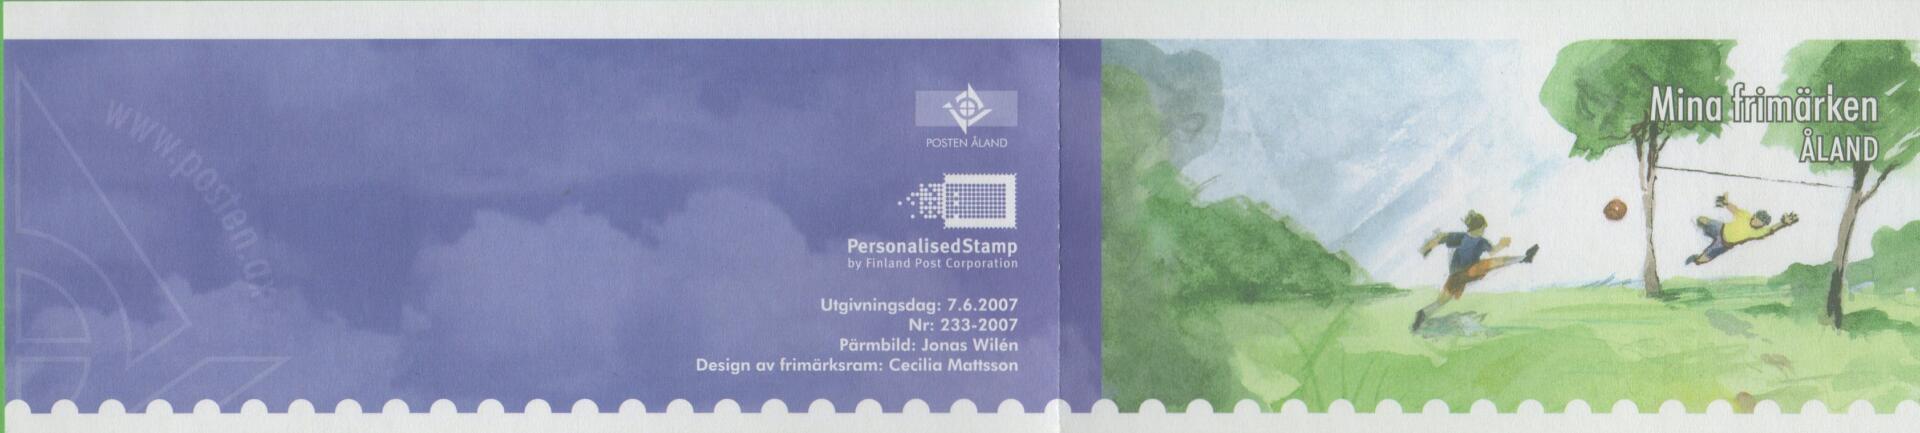 www.posten.ax
POSTEN ÅLAND
PersonalisedStamp
by Finland Post Corporation
Utgivningsdag: 7.6.2007
Nr: 233-2007
Pärmbild: Jonas Wilén
Design av frimärksram: Cecilia Mattsson
Mina frimärken
ÅLAND